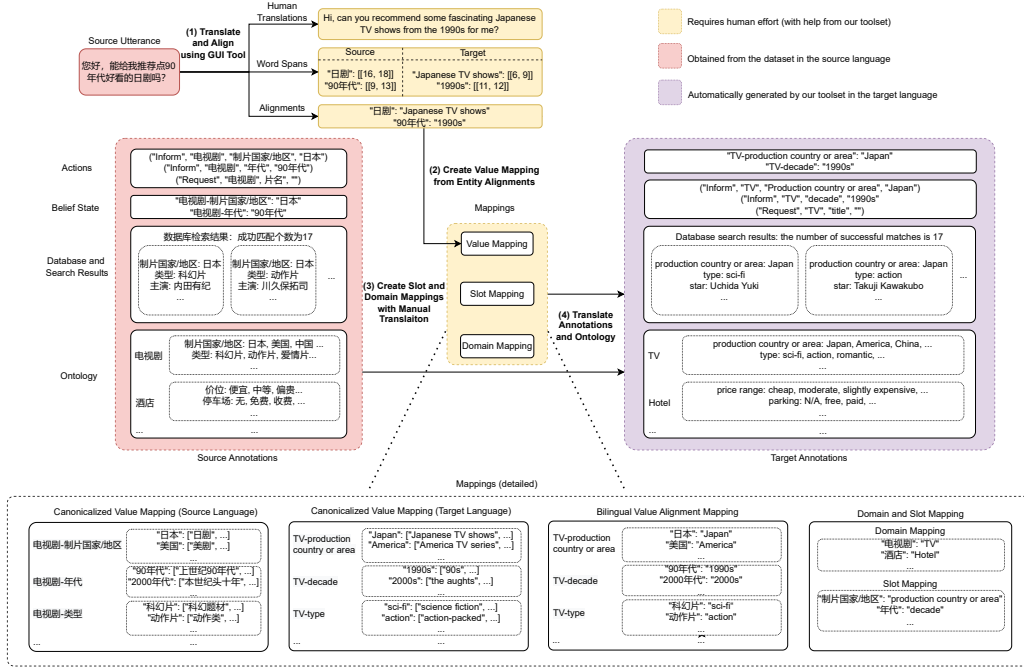 Human
Translations
Hi, can you recommend some fascinating Japanese
TV shows from the 1990s for me?
Source Utterance
您好，能给我推荐点90
年代好看的日剧吗？
(1) Translate
and Align
using GUI Tool
Word Spans
Source
Target
"日剧": [[16, 18]]
"90年代": [[9, 13]]
"Japanese TV shows": [[6, 9]]
"1990s": [[11, 12]]
Alignments
"日剧": "Japanese TV shows"
"90年代": "1990s"
Requires human effort (with help from our toolset)
Obtained from the dataset in the source language
Automatically generated by our toolset in the target language
Actions
("Inform", "电视剧", "制片国家/地区", "日本")
("Inform", "电视剧", "年代", "90年代")
("Request", "电视剧", 片名", "")
Belief State
"电视剧-制片国家/地区": "日本"
"电视剧-年代": "90年代"
Database and
Search Results
数据库检索结果：成功匹配个数为17
制片国家/地区: 日本
类型: 科幻片
主演: 内田有纪
制片国家/地区: 日本
类型: 动作片
主演: 川久保拓司
...
Ontology
电视剧
制片国家/地区: 日本, 美国, 中国 ...
类型: 科幻片, 动作片, 爱情片...
...
酒店
价位: 便宜, 中等, 偏贵...
停车场: 无, 免费, 收费, ...
...
...
...
Source Annotations
(2) Create Value Mapping
from Entity Alignments
Mappings
Value Mapping
Slot Mapping
Domain Mapping
(3) Create Slot and
Domain Mappings
with Manual
Translaiton
(4) Translate
Annotations
and Ontology
"TV-production country or area": "Japan"
"TV-decade": "1990s"
("Inform", "TV", "Production country or area", "Japan")
("Inform", "TV", "decade", "1990s"
("Request", "TV", "title", "")
Database search results: the number of successful matches is 17
production country or area: Japan
type: sci-fi
star: Uchida Yuki
production country or area: Japan
type: action
star: Takuji Kawakubo
...
TV
production country or area: Japan, America, China, ...
type: sci-fi, action, romantic, ...
...
Hotel
price range: cheap, moderate, slightly expensive, ...
parking: N/A, free, paid, ...
...
...
...
Target Annotations
Mappings (detailed)
Canonicalized Value Mapping (Source Language)
电视剧-制片国家/地区
"日本": ["日剧", ...]
"美国": ["美剧", ...]
...
电视剧-年代
"90年代": ["上世纪90年代", ...]
"2000年代": ["本世纪头十年", ...]
...
电视剧-类型
"科幻片": ["科幻题材", ...]
"动作片": ["动作类", ...]
...
...
...
Canonicalized Value Mapping (Target Language)
TV-production
country or area
"Japan": ["Japanese TV shows", ...]
"America": ["America TV series", ...]
...
TV-decade
"1990s": ["90s", ...]
"2000s": ["the aughts", ...]
...
TV-type
"sci-fi": ["science fiction", ...]
"action": ["action-packed", ...]
...
...
...
Bilingual Value Alignment Mapping
TV-production
country or area
"日本": "Japan"
"美国": "America"
...
TV-decade
"90年代": "1990s"
"2000年代": "2000s"
...
TV-type
"科幻片": "sci-fi"
"动作片": "action"
...
...
...
Domain and Slot Mapping
Domain Mapping
"电视剧": "TV"
"酒店": "Hotel"
...
Slot Mapping
"制片国家/地区": "production country or area"
"年代": "decade"
...